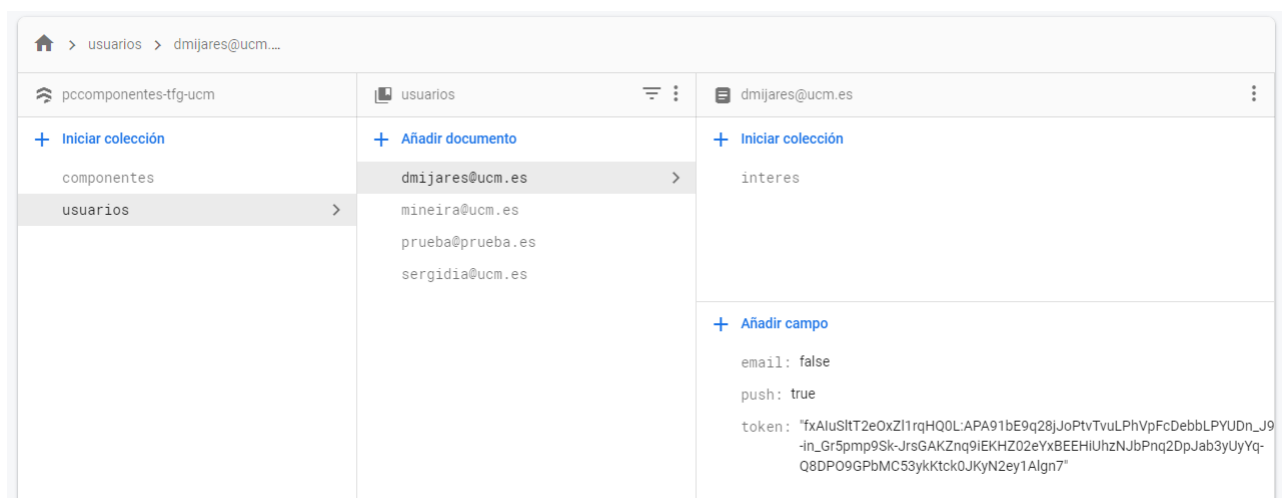 usuarios > dmijares@ucm....
pccomponentes-tfg-ucm
usuarios
dmijares@ucm.es
+ Iniciar colección
+ Añadir documento
+ Iniciar colección
componentes
dmijares@ucm.es
interes
usuarios
mineira@ucm.es
prueba@prueba.es
sergidia@ucm.es
+ Añadir campo
email: false
push: true
token: "fxAIuSltT2eOxZl1rqHQ0L:APA91bE9q28jJoPtvTvuLPhVpFcDebbLPYUDn_J9
-in_Gr5pmp9Sk-JrsGAKZnq9iEKHZ02eYxBEEHiUhzNJbPnq2DpJab3yUyYq-
Q8DPO9GPbMC53ykKtck0JKyN2ey1Algn7"